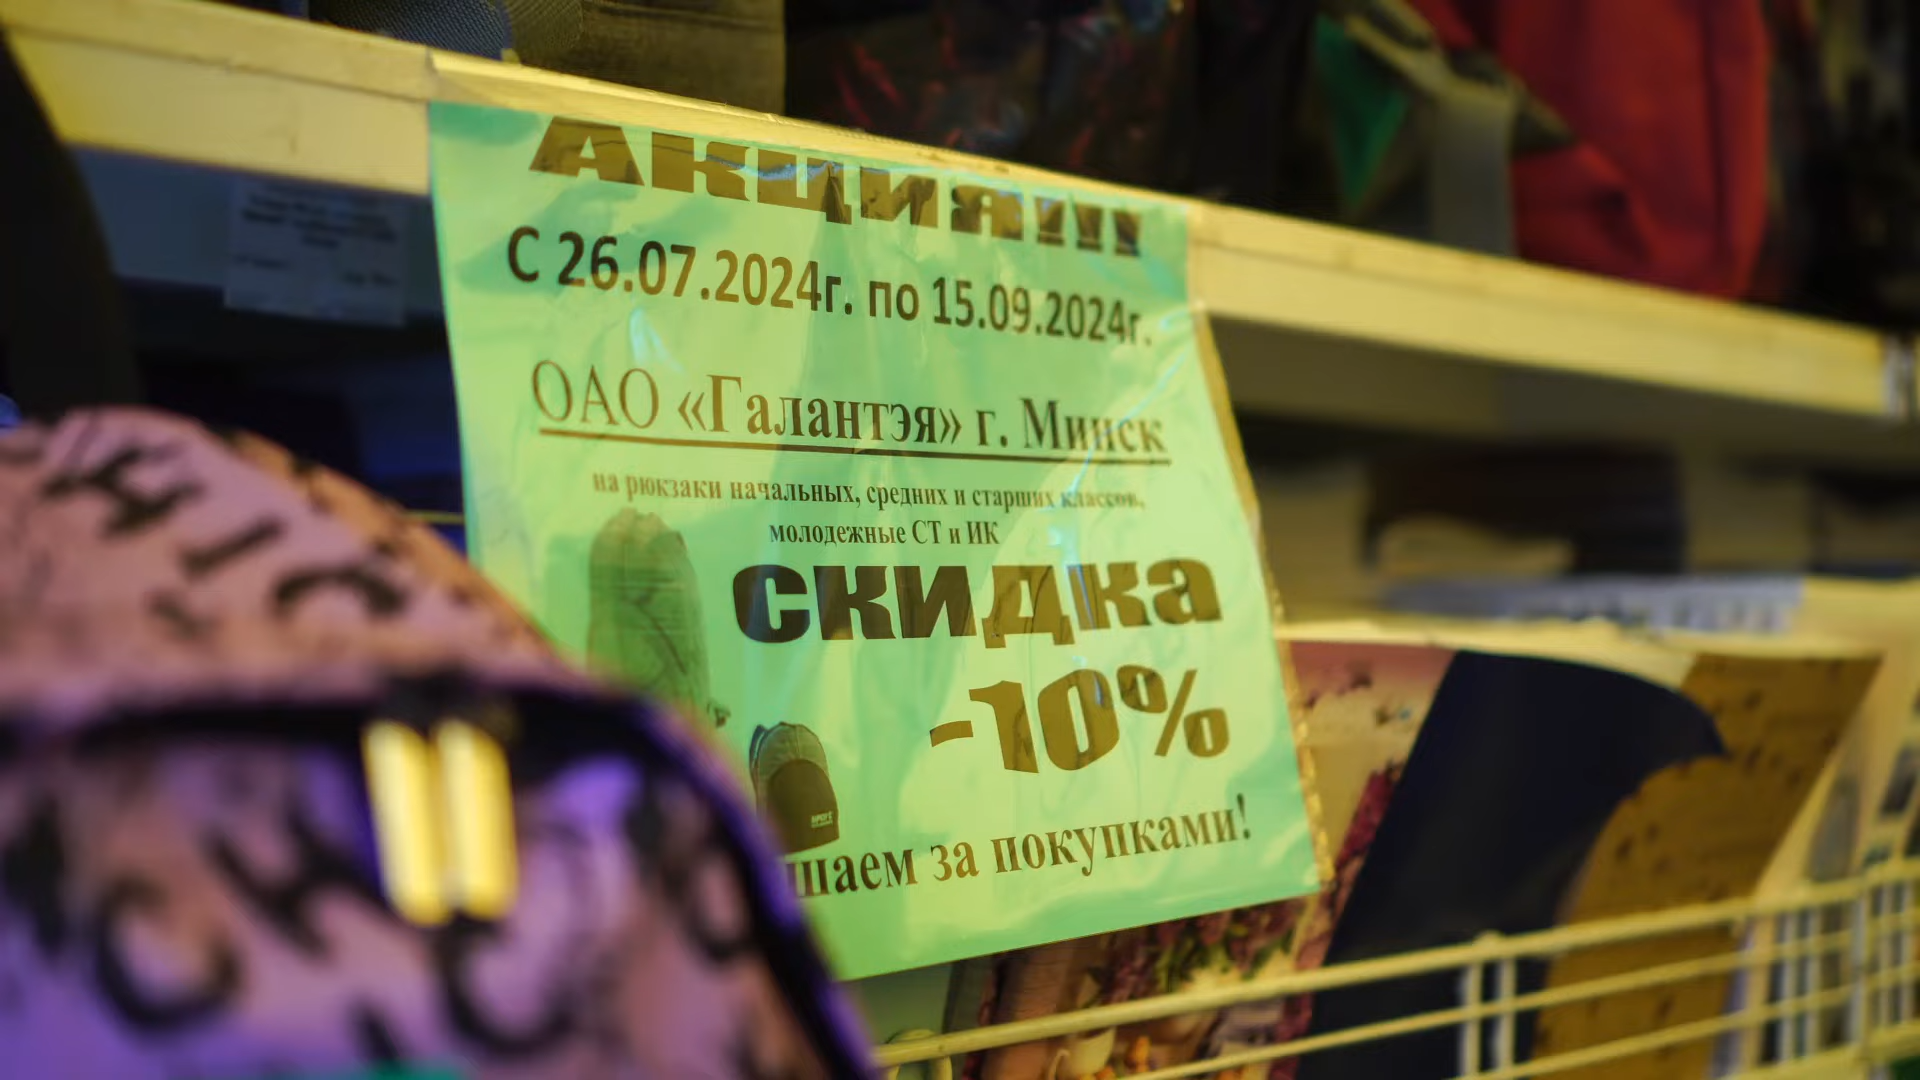 АКЦИЯ!!!
С 26.07.2024г. по 15.09.2024г.
ОАО «Галантэя» г. Минск
на рюкзаки начальных, средних и старших классов,
молодежные СТ и ИК
скидка
-10%
шаем за покупками!